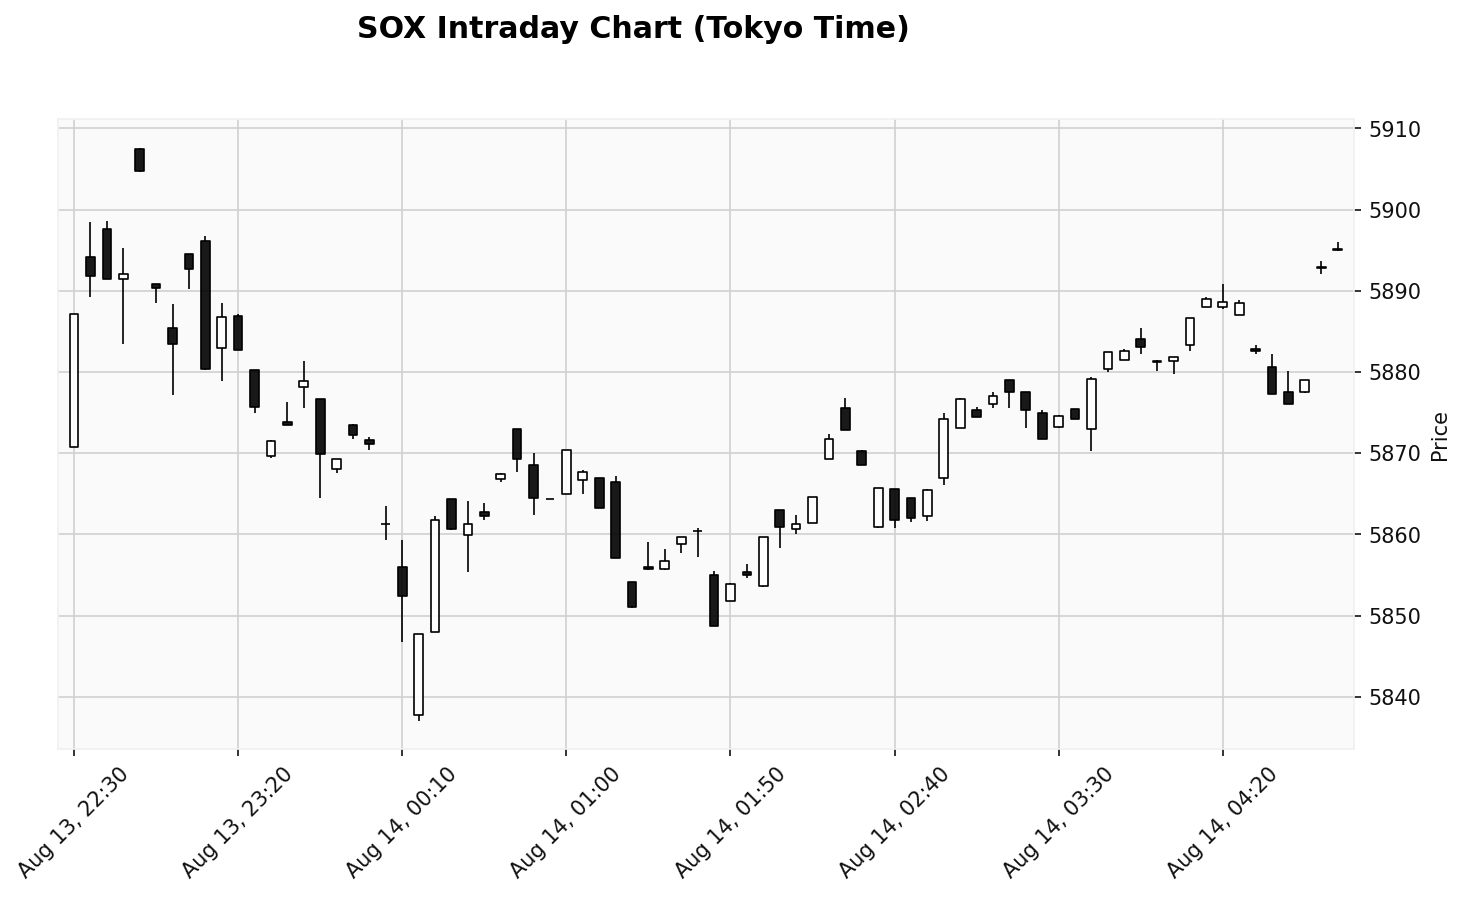 SOX Intraday Chart (Tokyo Time)
5910
5900
5890
5880
5870
5860
5850
5840
Price
Aug 13, 22:30
Aug 13, 23:20
Aug 14, 00:10
Aug 14, 01:00
Aug 14, 01:50
Aug 14, 02:40
Aug 14, 03:30
Aug 14, 04:20